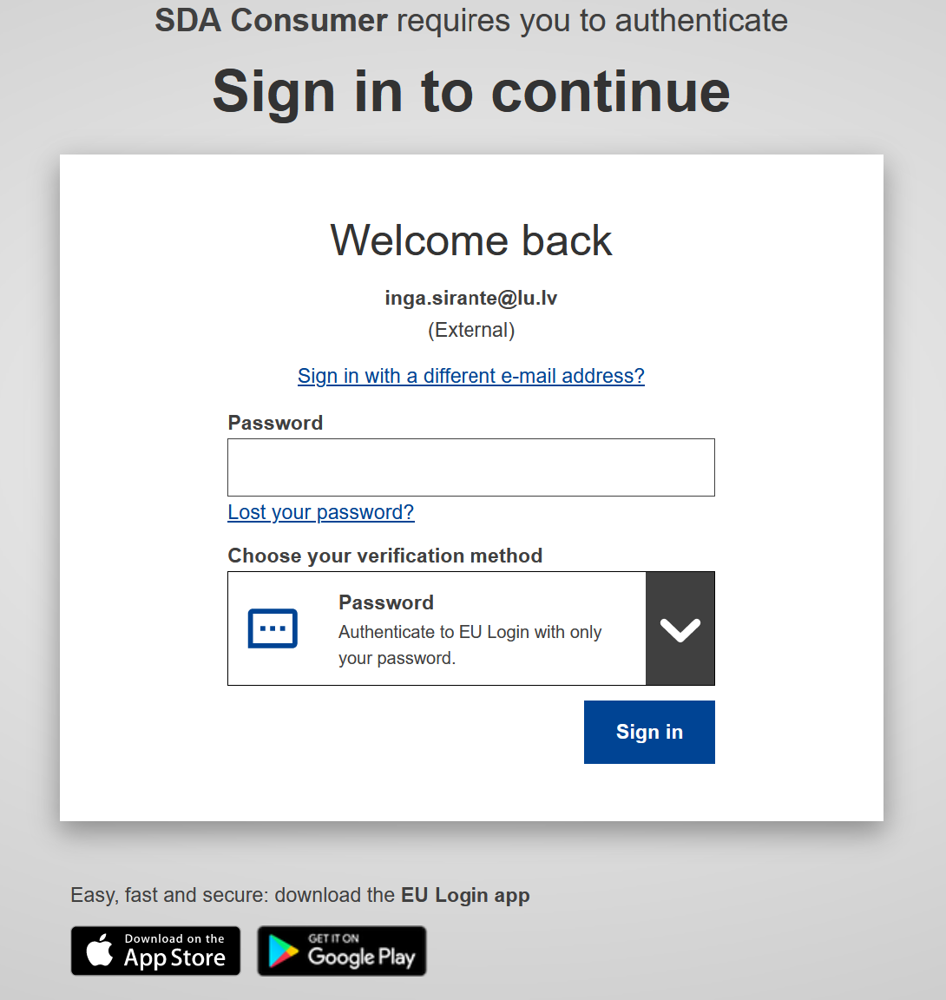 SDA Consumer requires you to authenticate
Sign in to continue
Welcome back
inga.sirante@lu.lv
(External)
Sign in with a different e-mail address?
Password
Lost your password?
Choose your verification method
Password
Authenticate to EU Login with only
your password.
Sign in
Easy, fast and secure: download the EU Login app
Download on the
App Store
GET IT ON
Google Play